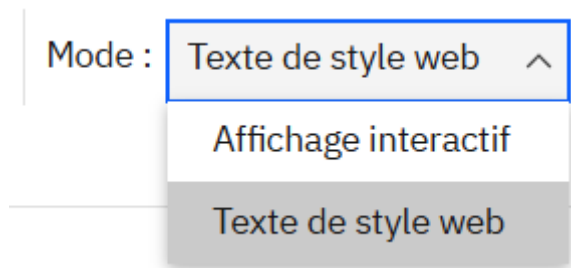 Mode : Texte de style web
Affichage interactif
Texte de style web